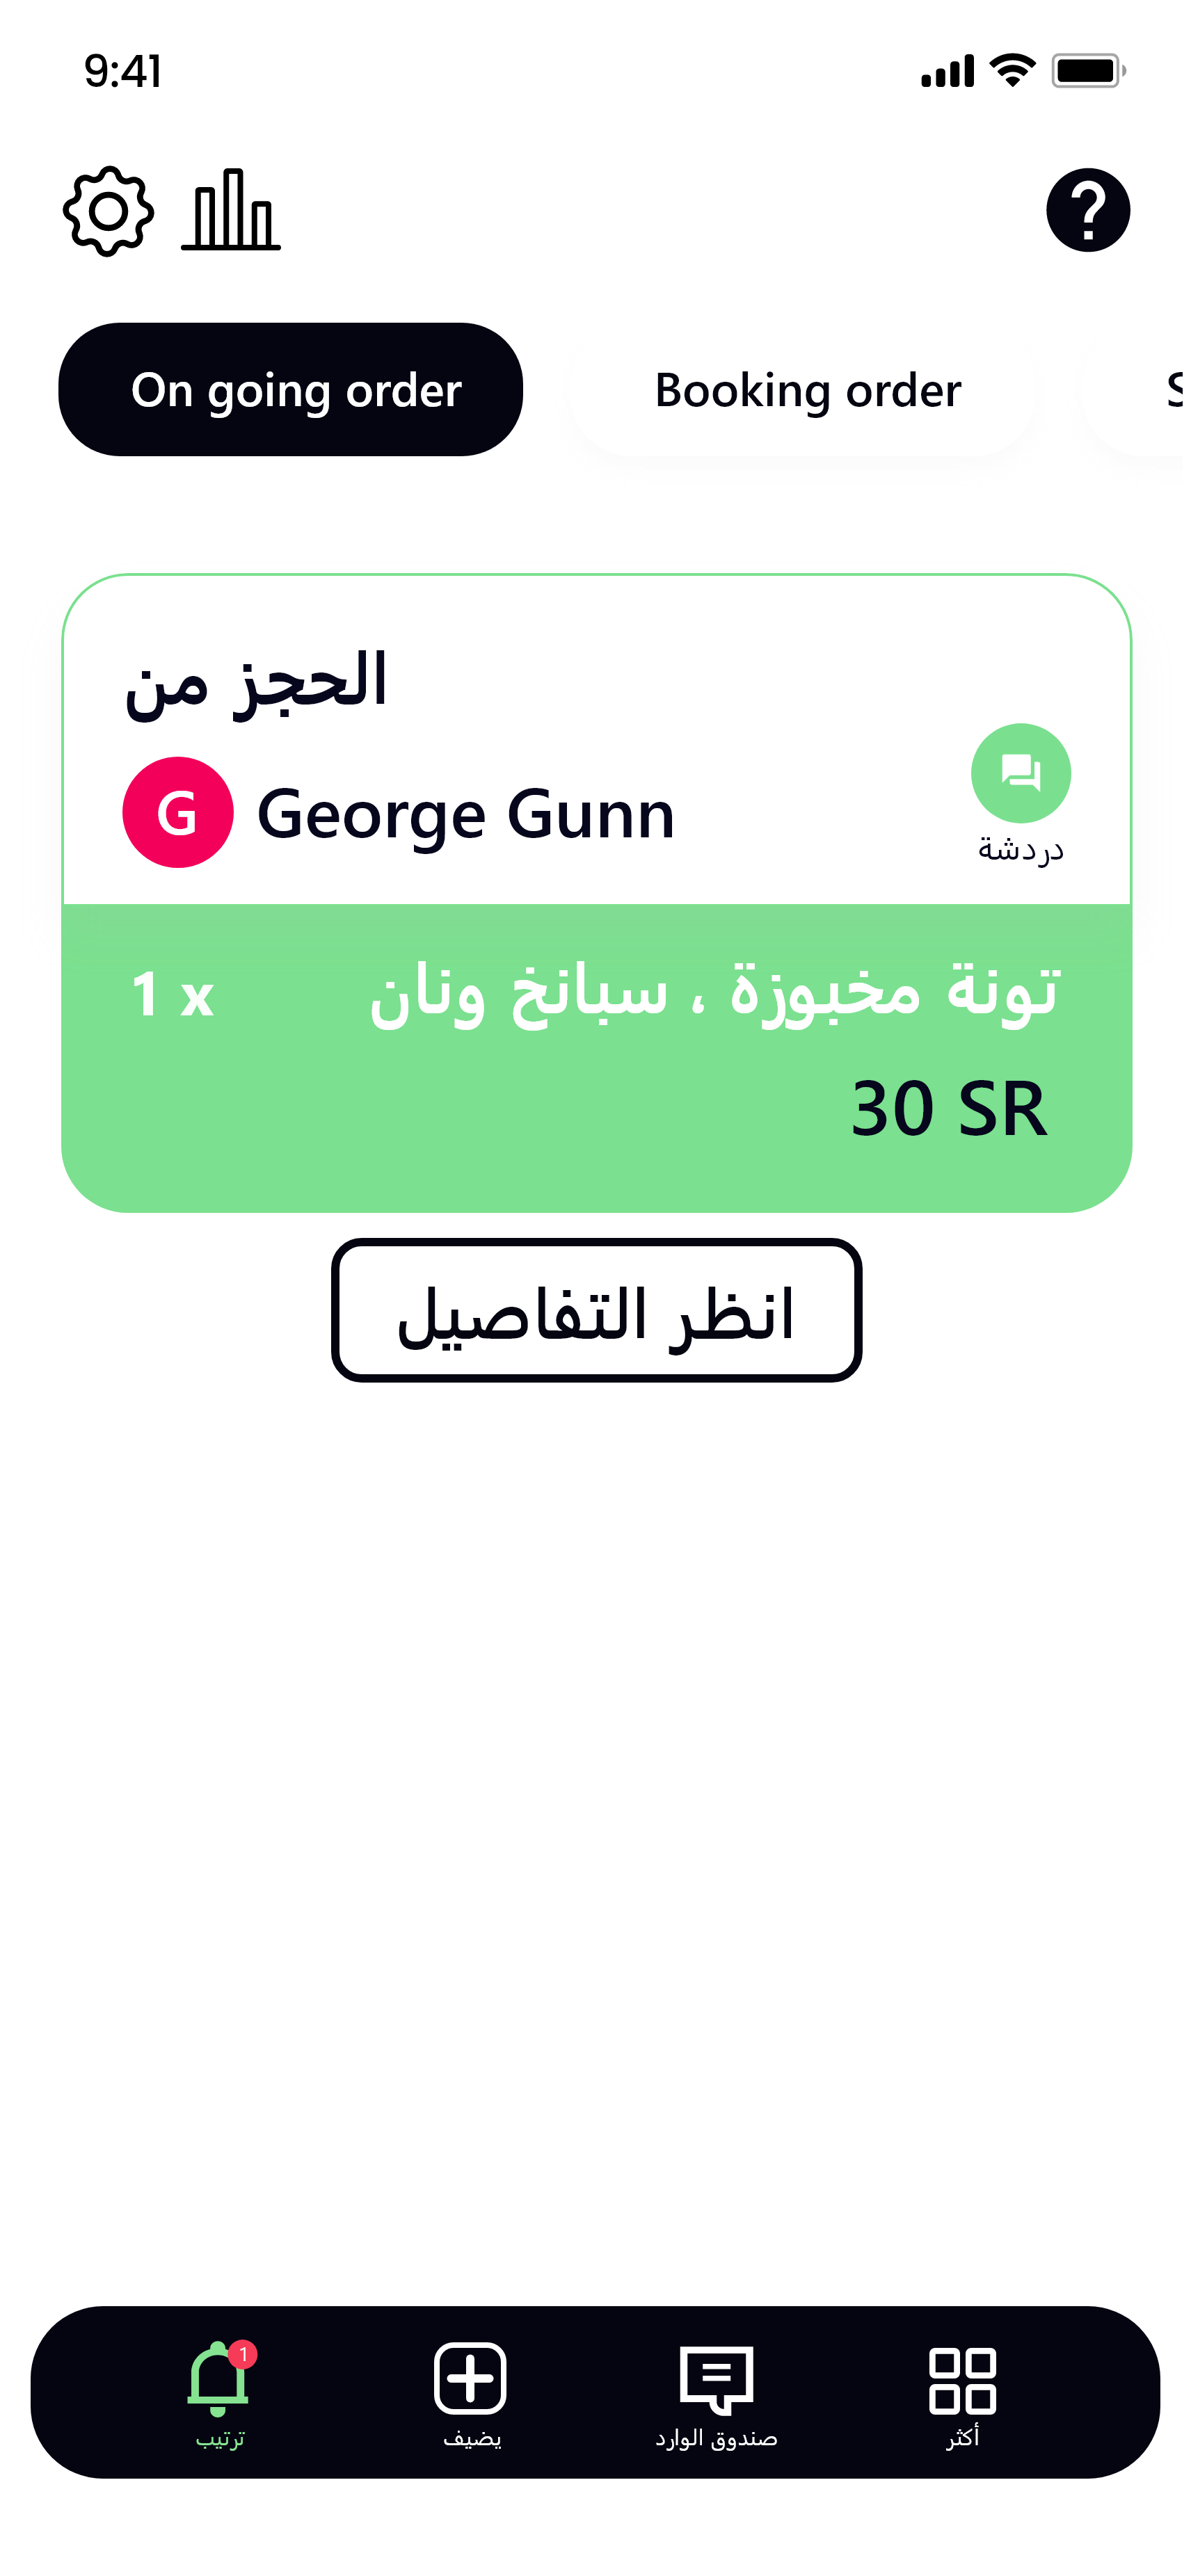 9:41
On going order
Booking order
S
الحجز من
G
George Gunn
دردشة
1 x
تونة مخبوزة ، سبانخ ونان
30 SR
انظر التفاصيل
1
ترتيب
يضيف
صندوق الوارد
أكثر